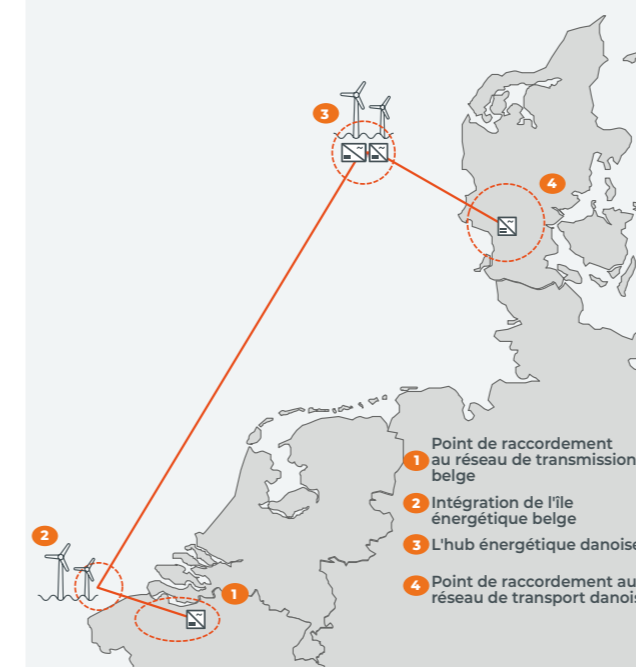 3
4
Point de raccordement
1 au réseau de transmission
belge
2 Intégration de l'île
énergétique belge
3 L'hub énergétique danoise
4 Point de raccordement au
réseau de transport danois
2
1